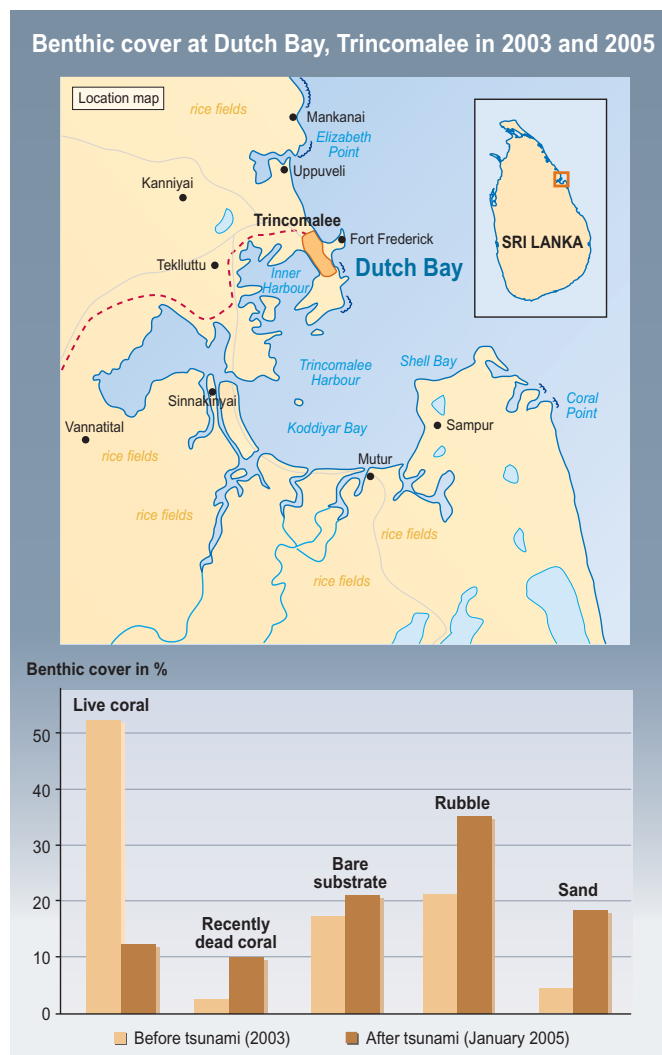 Benthic cover at Dutch Bay, Trincomalee in 2003 and 2005
Location map
rice fields
Mankanai
Elizabeth
Point
Uppuveli
Kanniyai
Trincomalee
Fort Frederick
SRI LANKA
Teklluttu
Inner
Harbour
Dutch Bay
Trincomalee
Harbour
Shell Bay
Sinnakinyai
Coral
Point
Vannatital
Koddiyar Bay
Sampur
rice fields
Mutur
rice fields
rice fields
rice fields
Benthic cover in %
Live coral
50
40
Rubble
30
Bare
substrate
Sand
20
Recently
dead coral
10
0
Before tsunami (2003)
After tsunami (January 2005)